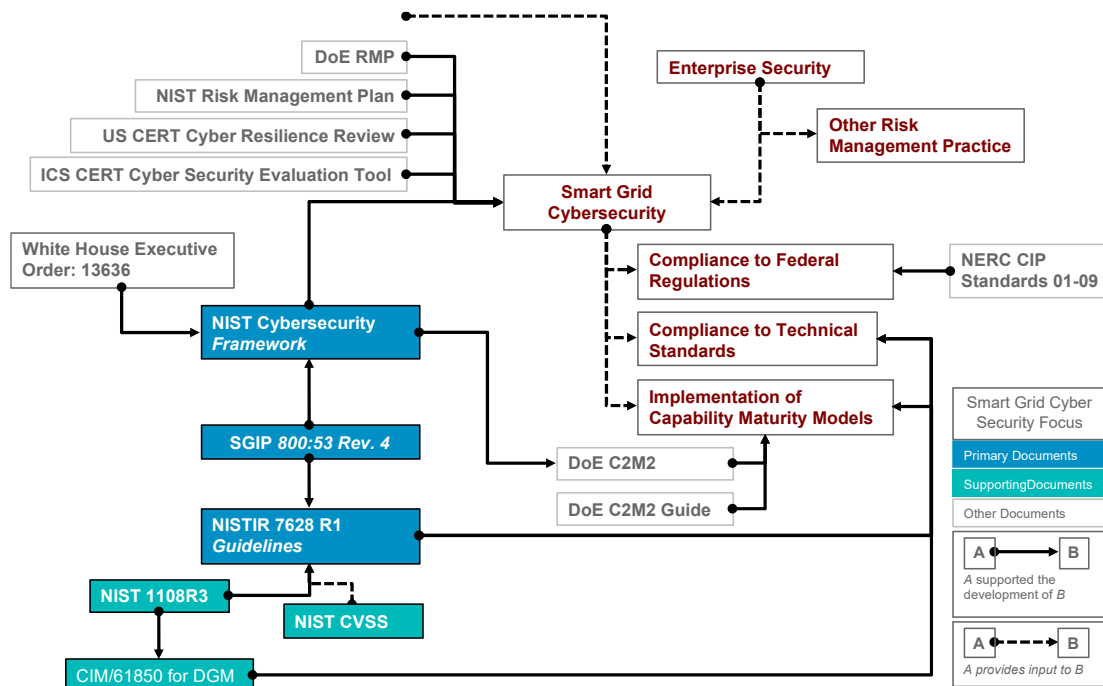 DoE RMP
NIST Risk Management Plan
US CERT Cyber Resilience Review
ICS CERT Cyber Security Evaluation Tool
Enterprise Security
Other Risk
Management Practice
Smart Grid
Cybersecurity
White House Executive
Order: 13636
Compliance to Federal
Regulations
NERC CIP
Standards 01-09
NIST Cybersecurity
Framework
Compliance to Technical
Standards
Implementation of
Capability Maturity Models
SGIP 800:53 Rev. 4
DoE C2M2
DoE C2M2 Guide
NISTIR 7628 R1
Guidelines
NIST 1108R3
NIST CVSS
CIM/61850 for DGM
Smart Grid Cyber
Security Focus
Primary Documents
SupportingDocuments
Other Documents
A B
A supported the
development of B
A B
A provides input to B